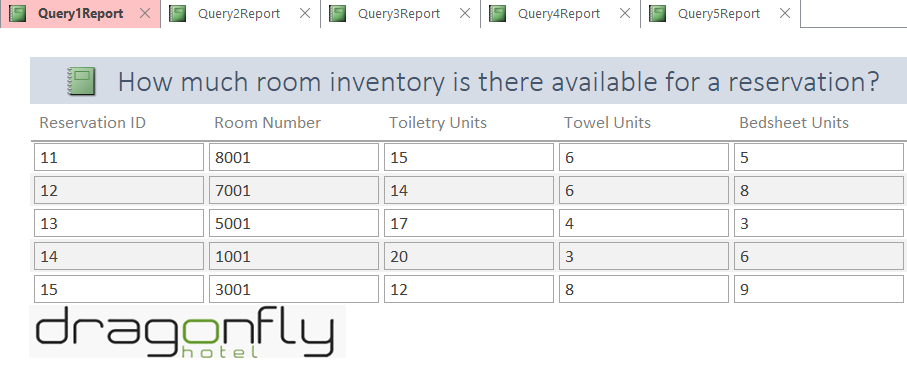 Query1Report Query2Report Query3Report Query4Report Query5Report
How much room inventory is there available for a reservation?
Reservation ID Room Number Toiletry Units Towel Units Bedsheet Units
11 8001 15 6 5
12 7001 14 6 8
13 5001 17 4 3
14 1001 20 3 6
15 3001 12 8 9
dragonfly
hotel